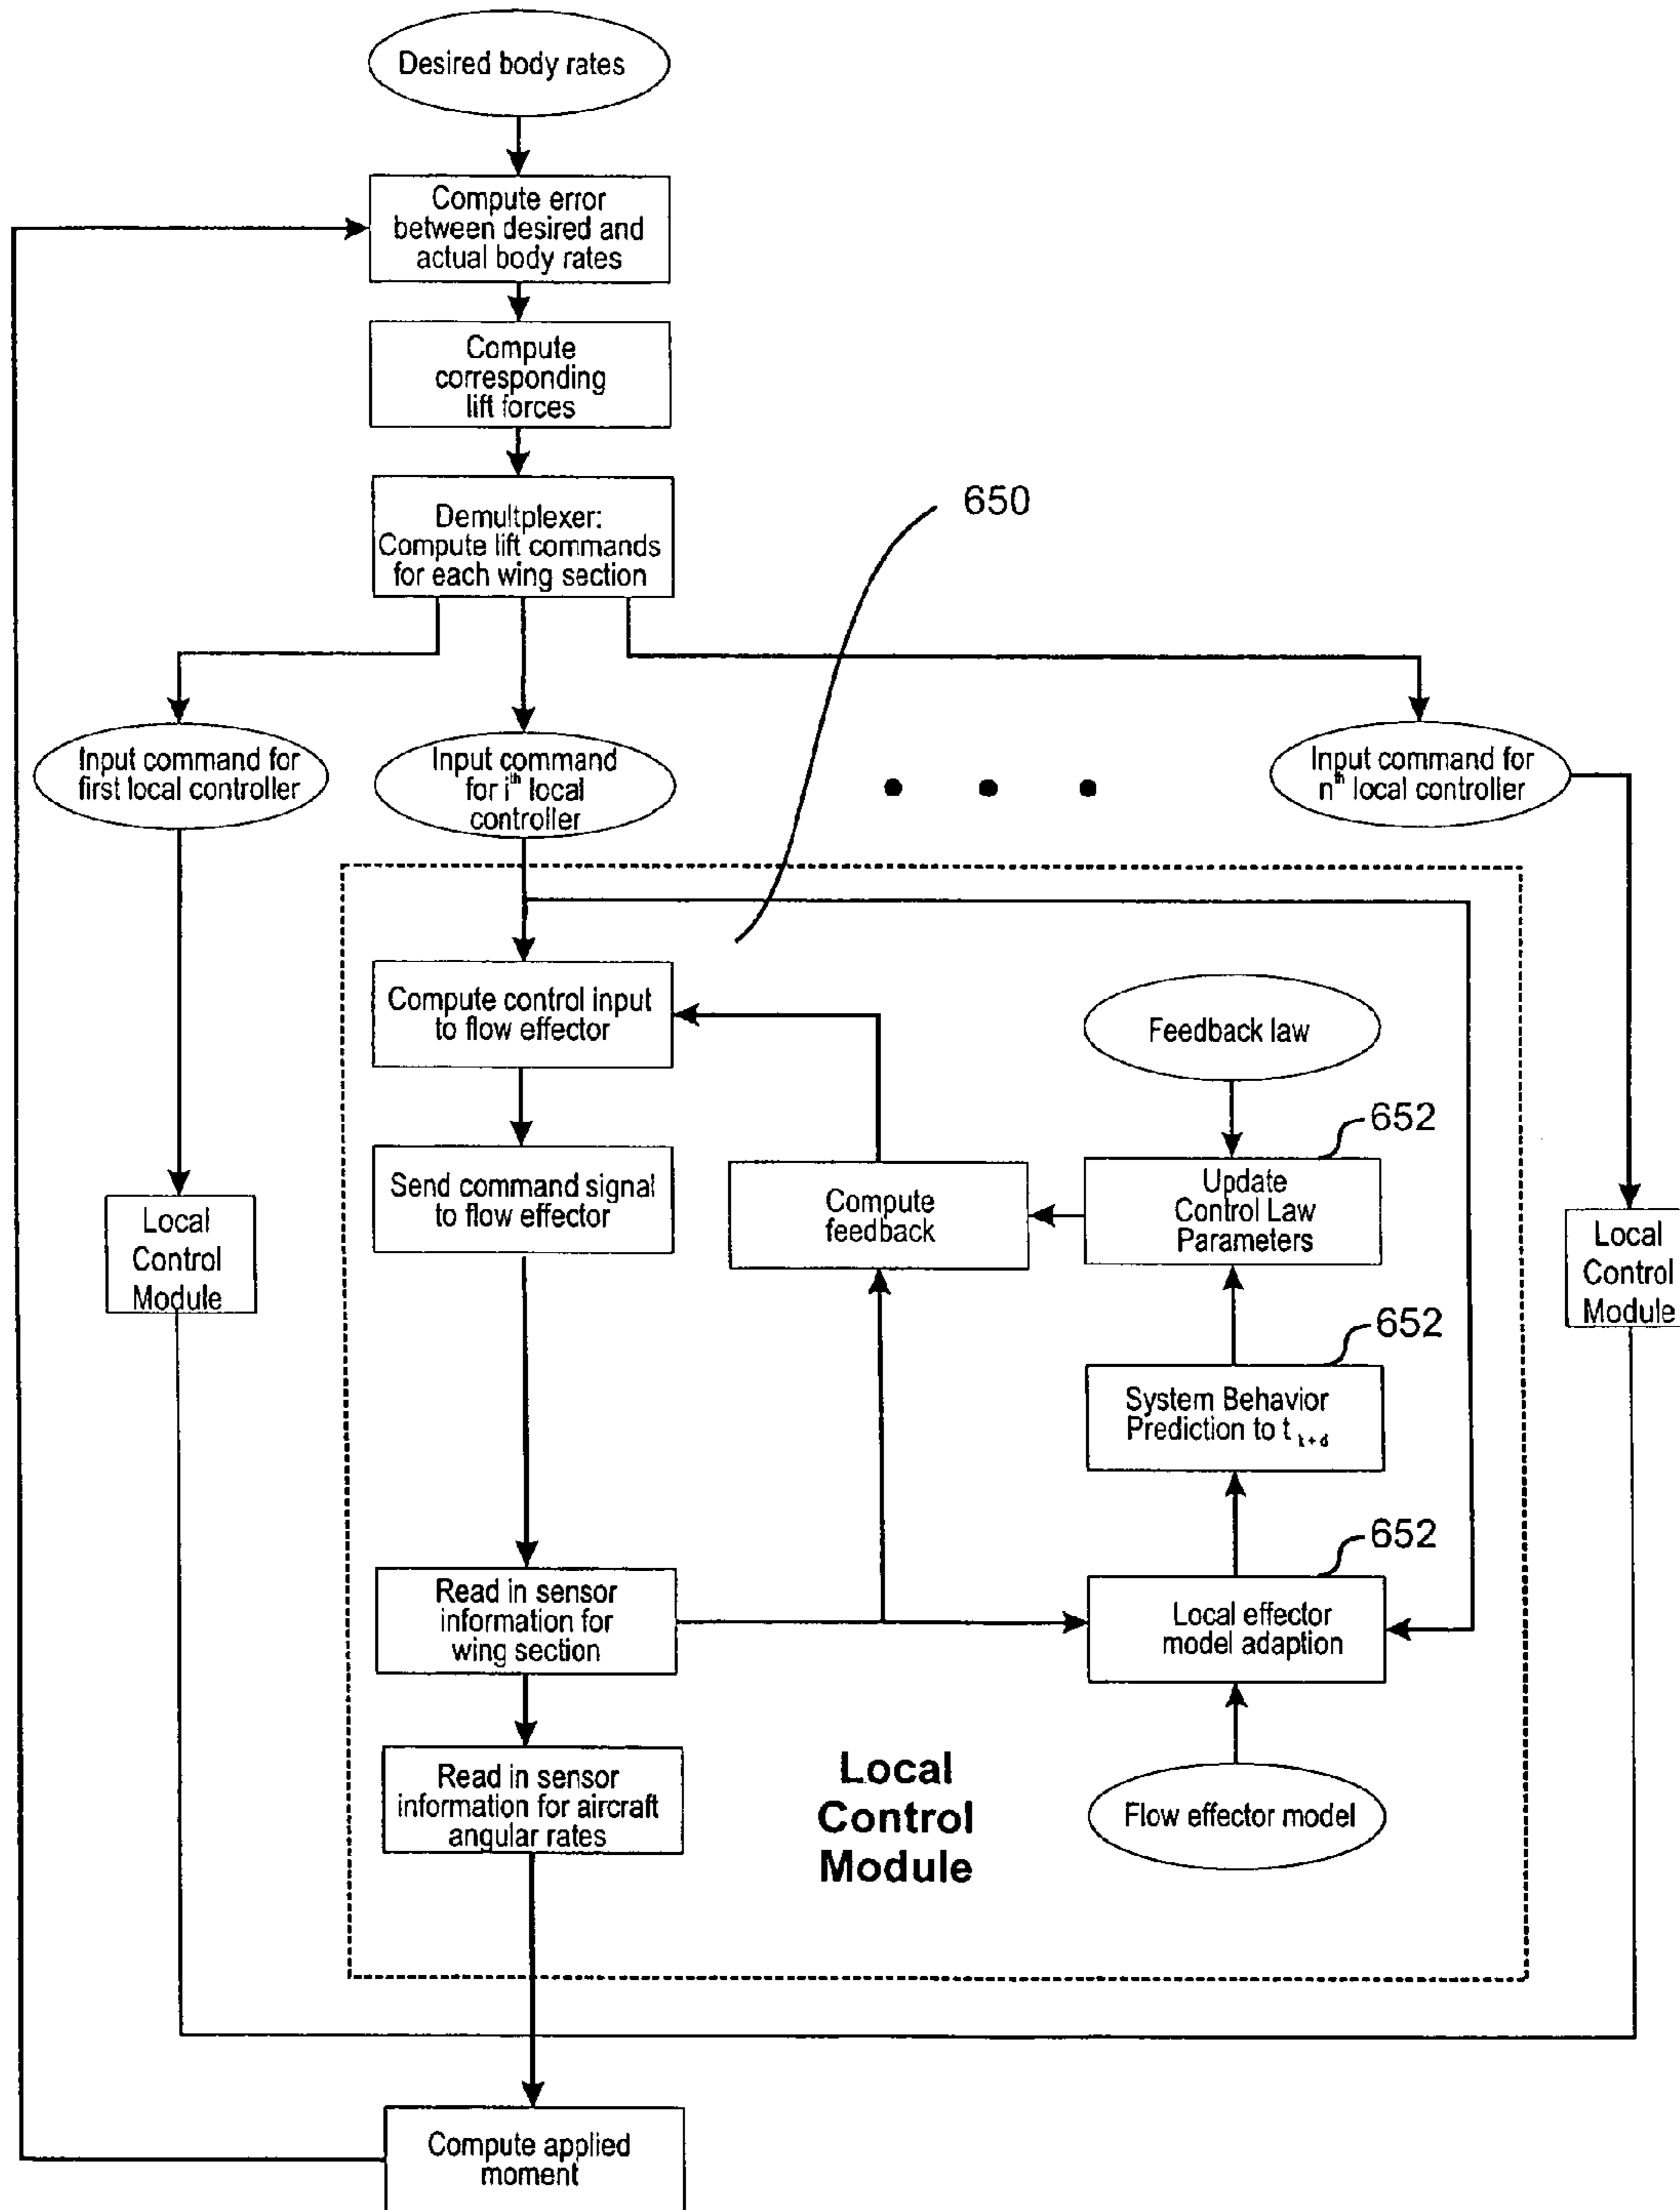 Desired body rates
Compute error
between desired and
actual body rates
Compute
corresponding
lift forces
Demultplexer:
Compute lift commands
for each wing section
650
Input command for
first local controller
Input command
for iᵗʰ local
controller
Input command for
nᵗʰ local controller
Compute control input
to flow effector
Feedback law
652
Send command signal
to flow effector
Compute
feedback
Update
Control Law
Parameters
Local
Control
Module
Local
Control
Module
652
System Behavior
Prediction to t k+d
652
Read in sensor
information for
wing section
Local effector
model adaption
Read in sensor
information for aircraft
angular rates
Local
Control
Module
Flow effector model
Compute applied
moment